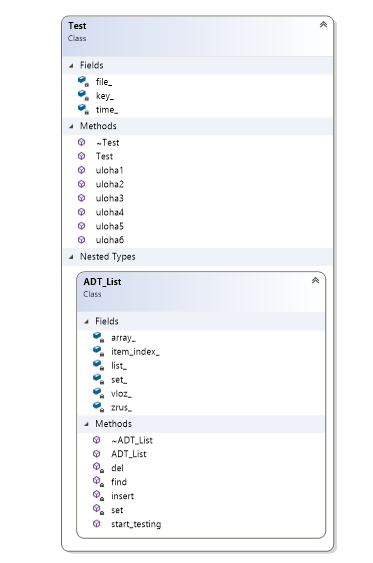 Test
Class
Fields
file_
key_
time_
Methods
~Test
Test
uloha1
uloha2
uloha3
uloha4
uloha5
uloha6
Nested Types
ADT_List
Class
Fields
array_
item_index_
list_
set_
vloz_
zrus_
Methods
~ADT_List
ADT_List
del
find
insert
set
start_testing